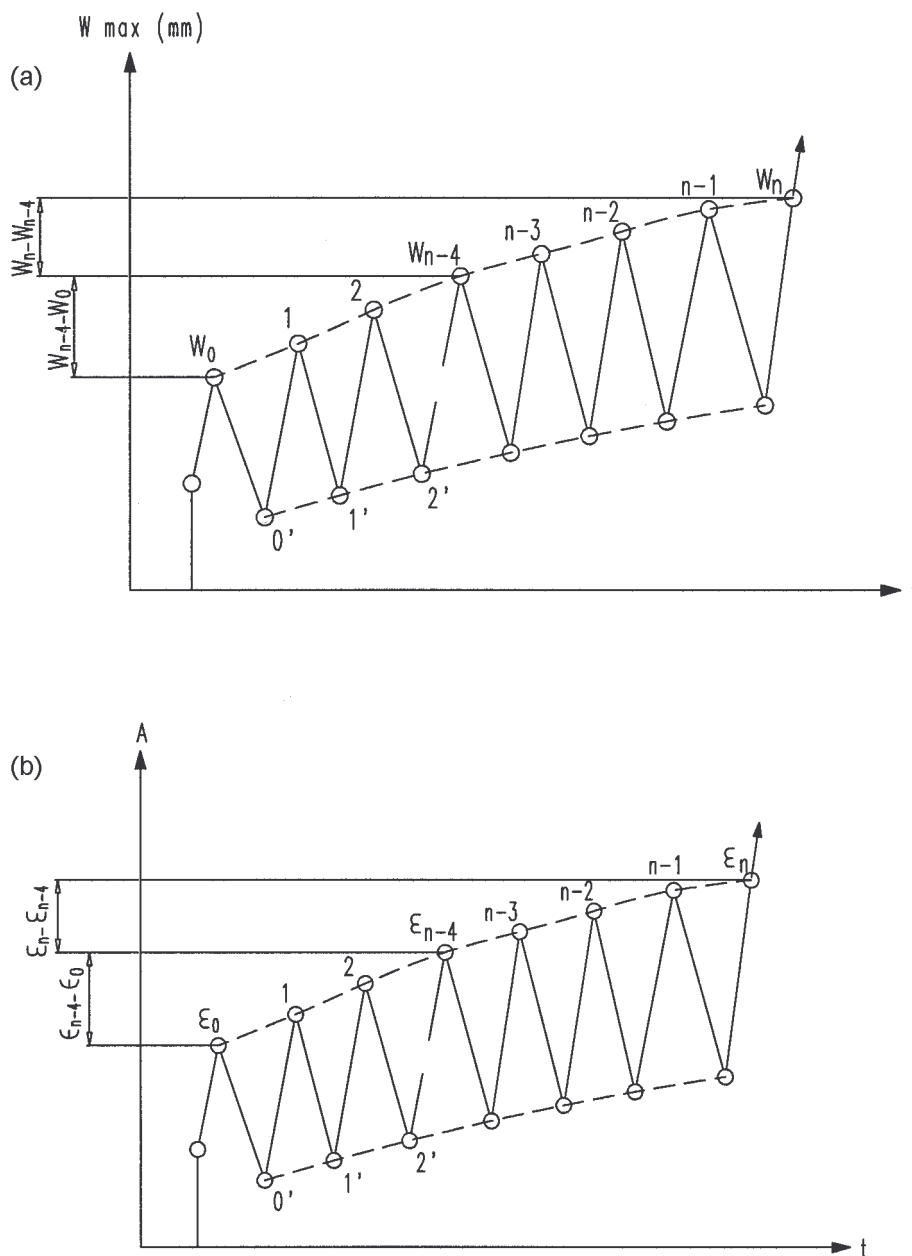 W max (mm)
(a)
Wn-Wn-4
Wn-4-W0
W0
1
2
Wn-4
n-3
n-2
n-1
Wn
0'
1'
2'
A
(b)
εn-εn-4
ϵn-4-ϵ0
ε0
1
2
εn-4
n-3
n-2
n-1
εn
0'
1'
2'
t